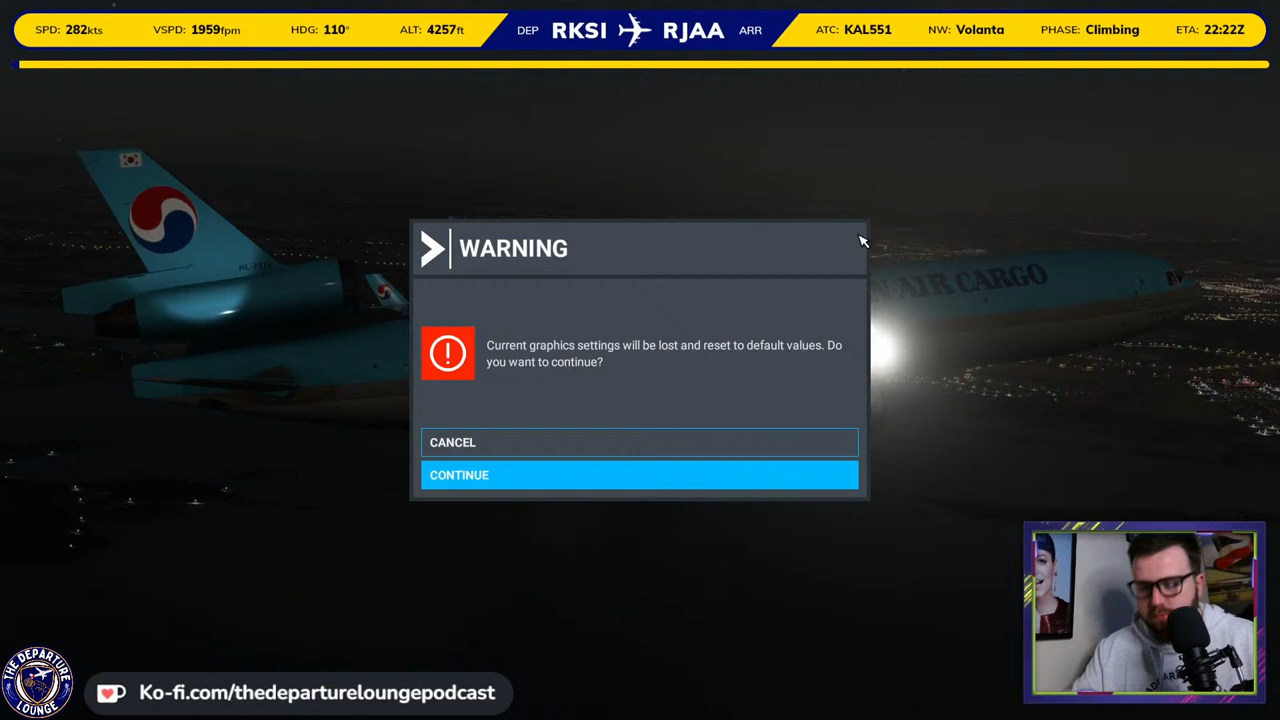 SPD: 282kts VSPD: 1959fpm HDG: 110° ALT: 4257ft DEP RKSI RJAA ARR ATC: KAL551 NW: Volanta PHASE: Climbing ETA: 22:22Z
WARNING
N AIR CARGO
Current graphics settings will be lost and reset to default values. Do
you want to continue?
CANCEL
CONTINUE
THE DEPARTURE
LOUNGE
Ko-fi.com/thedepartureloungepodcast